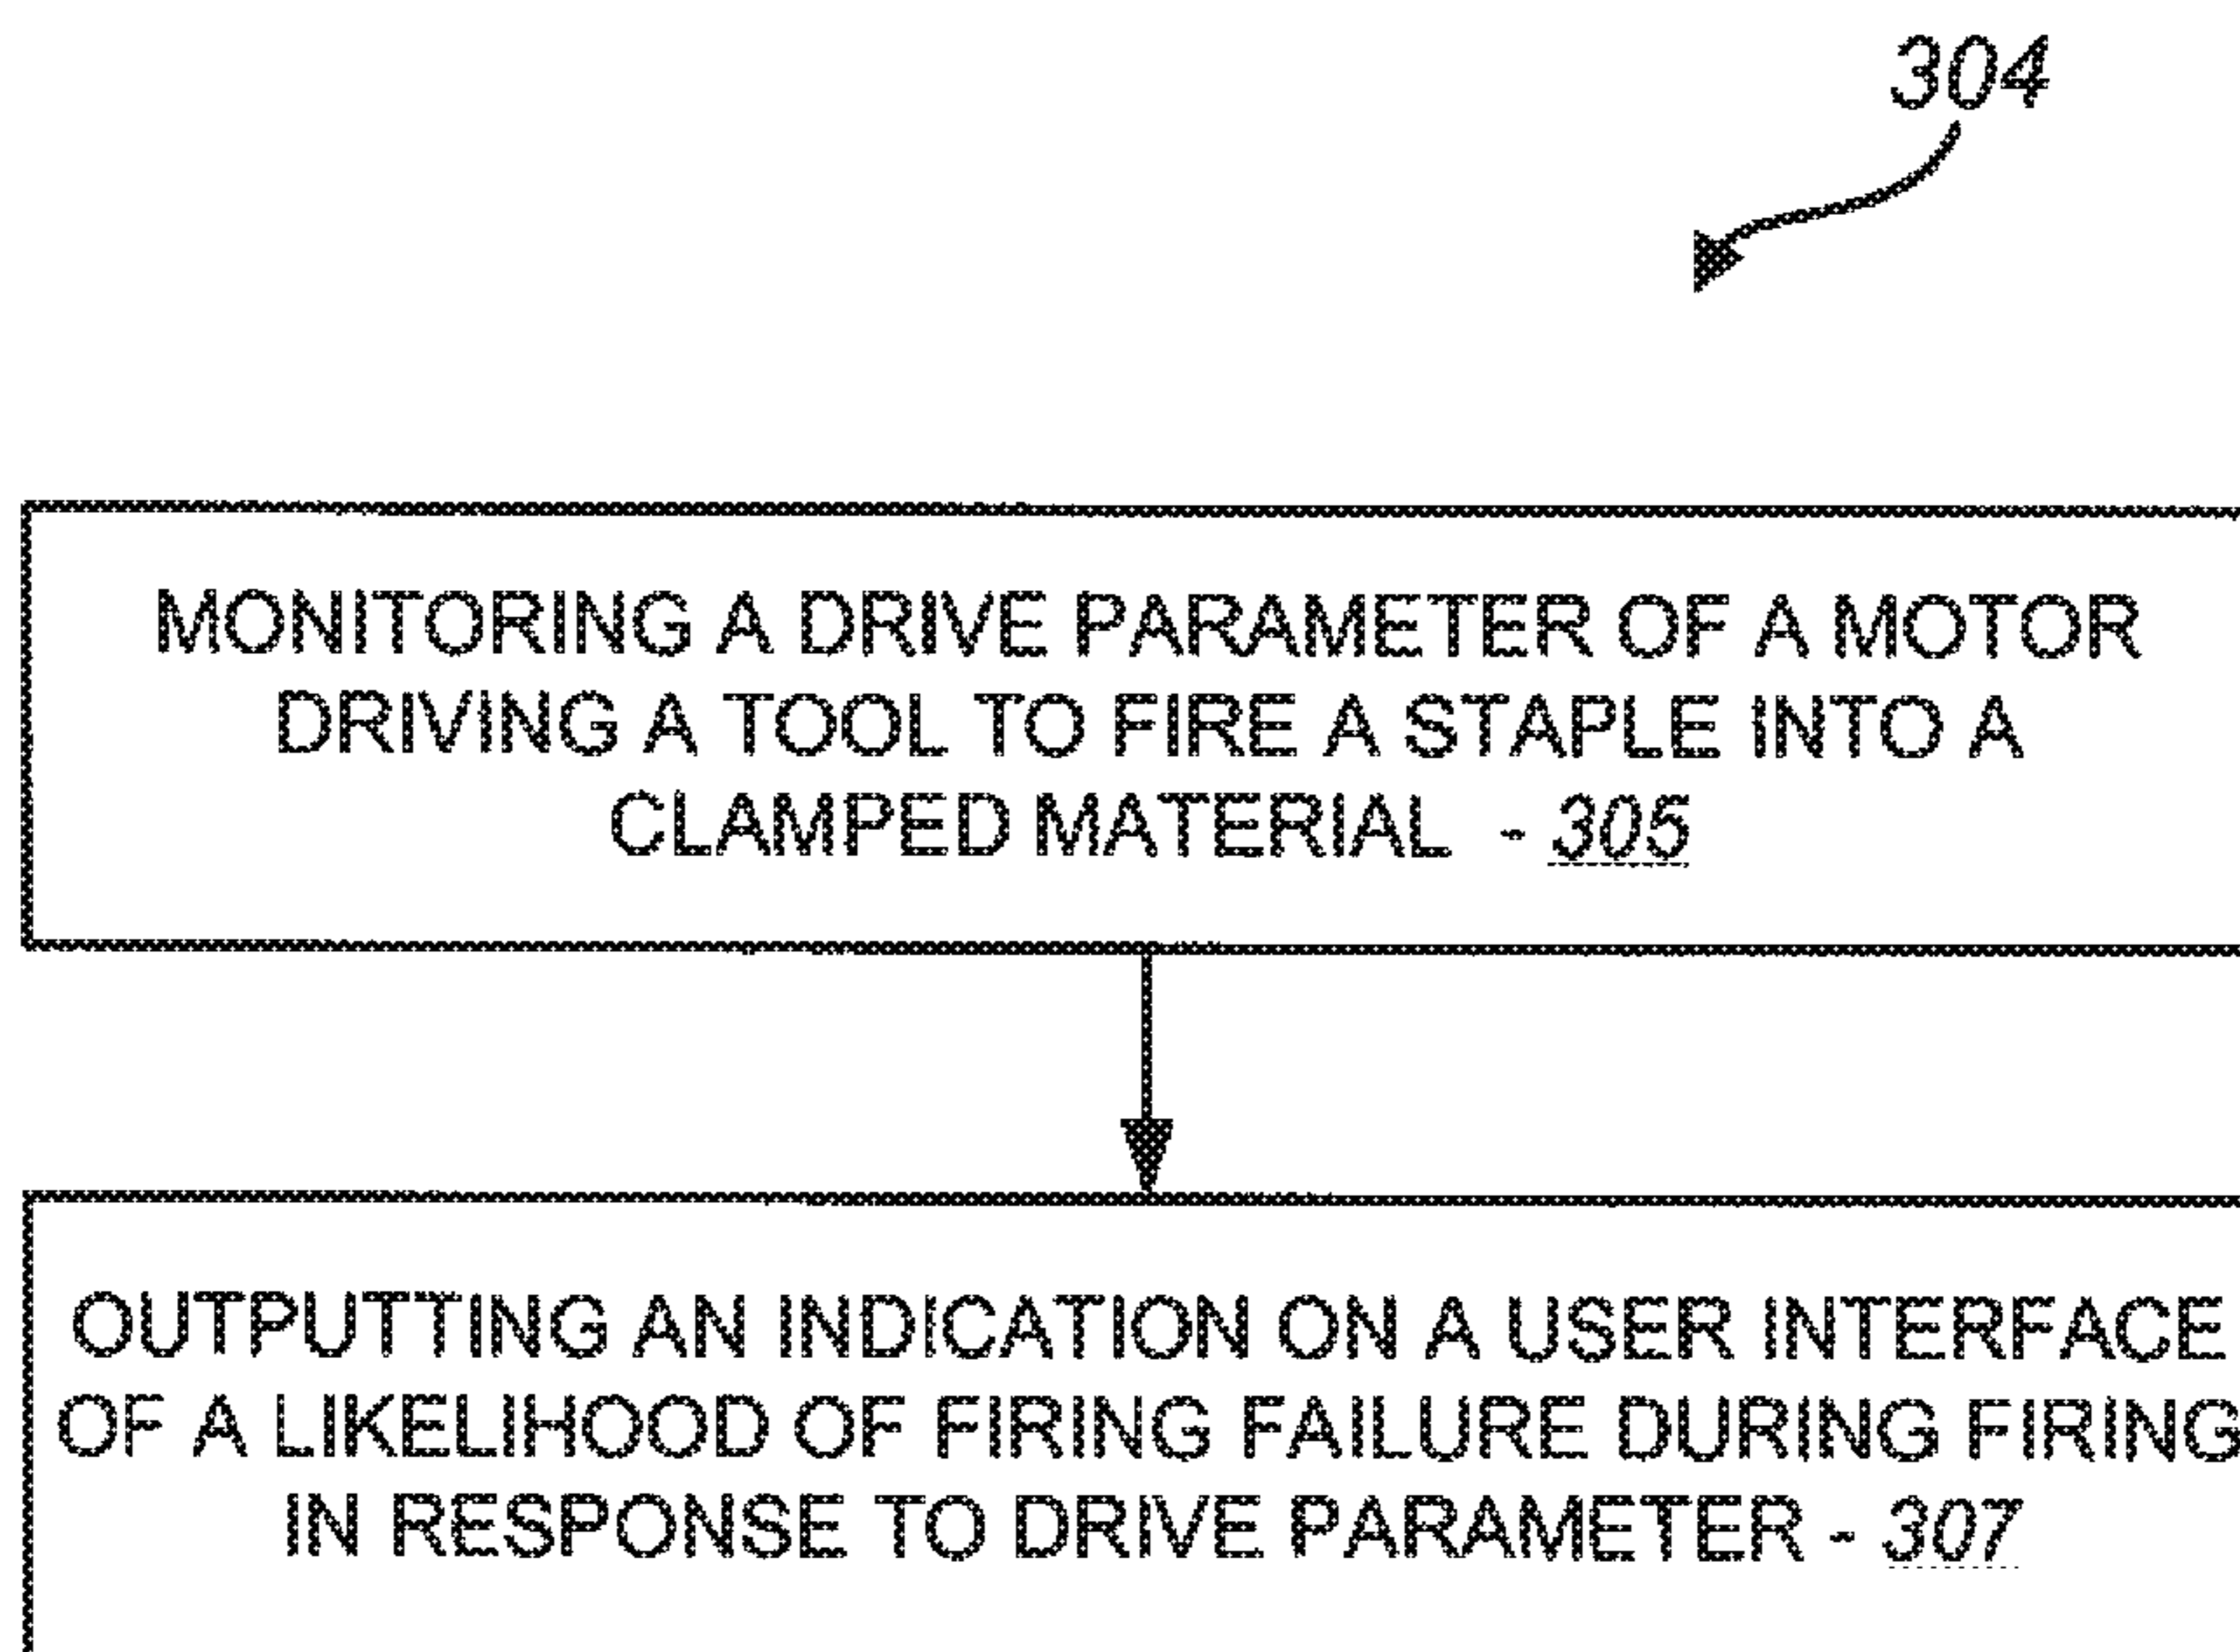 304
MONITORING A DRIVE PARAMETER OF A MOTOR
DRIVING A TOOL TO FIRE A STAPLE INTO A
CLAMPED MATERIAL - 305
OUTPUTTING AN INDICATION ON A USER INTERFACE
OF A LIKELIHOOD OF FIRING FAILURE DURING FIRING
IN RESPONSE TO DRIVE PARAMETER - 307